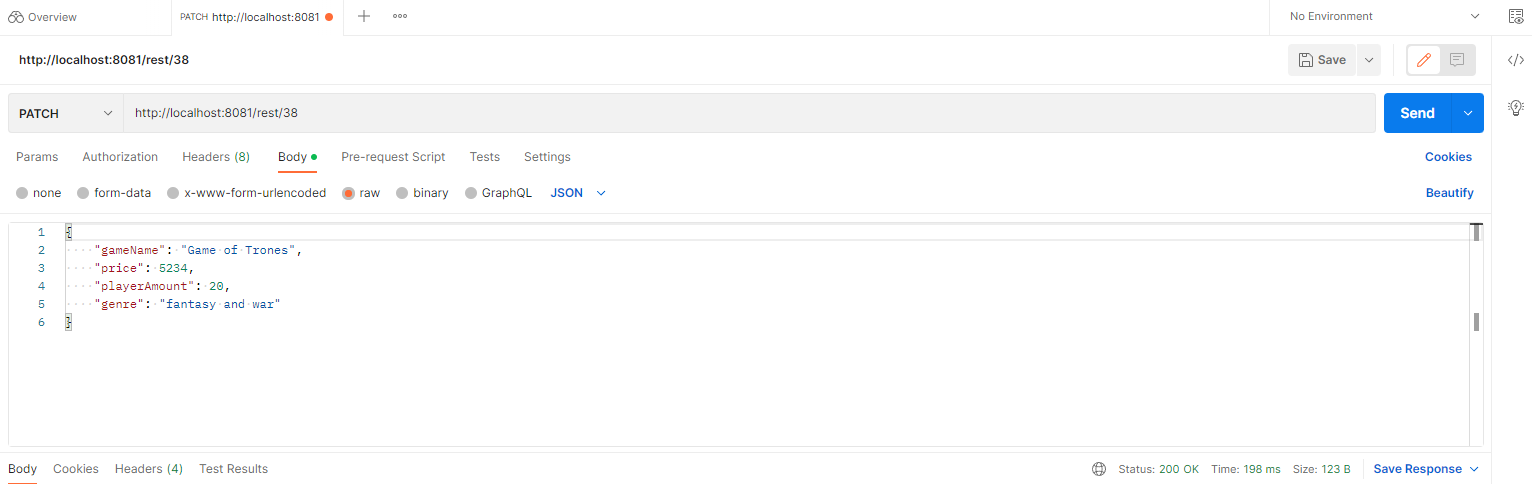 Overview
PATCH http://localhost:8081
No Environment
http://localhost:8081/rest/38
Save
PATCH
http://localhost:8081/rest/38
Send
Params Authorization Headers (8) Body Pre-request Script Tests Settings Cookies
none form-data x-www-form-urlencoded raw binary GraphQL JSON Beautify
1 {
2 "gameName": "Game of Trones",
3 "price": 5234,
4 "playerAmount": 20,
5 "genre": "fantasy and war"
6 }
Body Cookies Headers (4) Test Results Status: 200 OK Time: 198 ms Size: 123 B Save Response